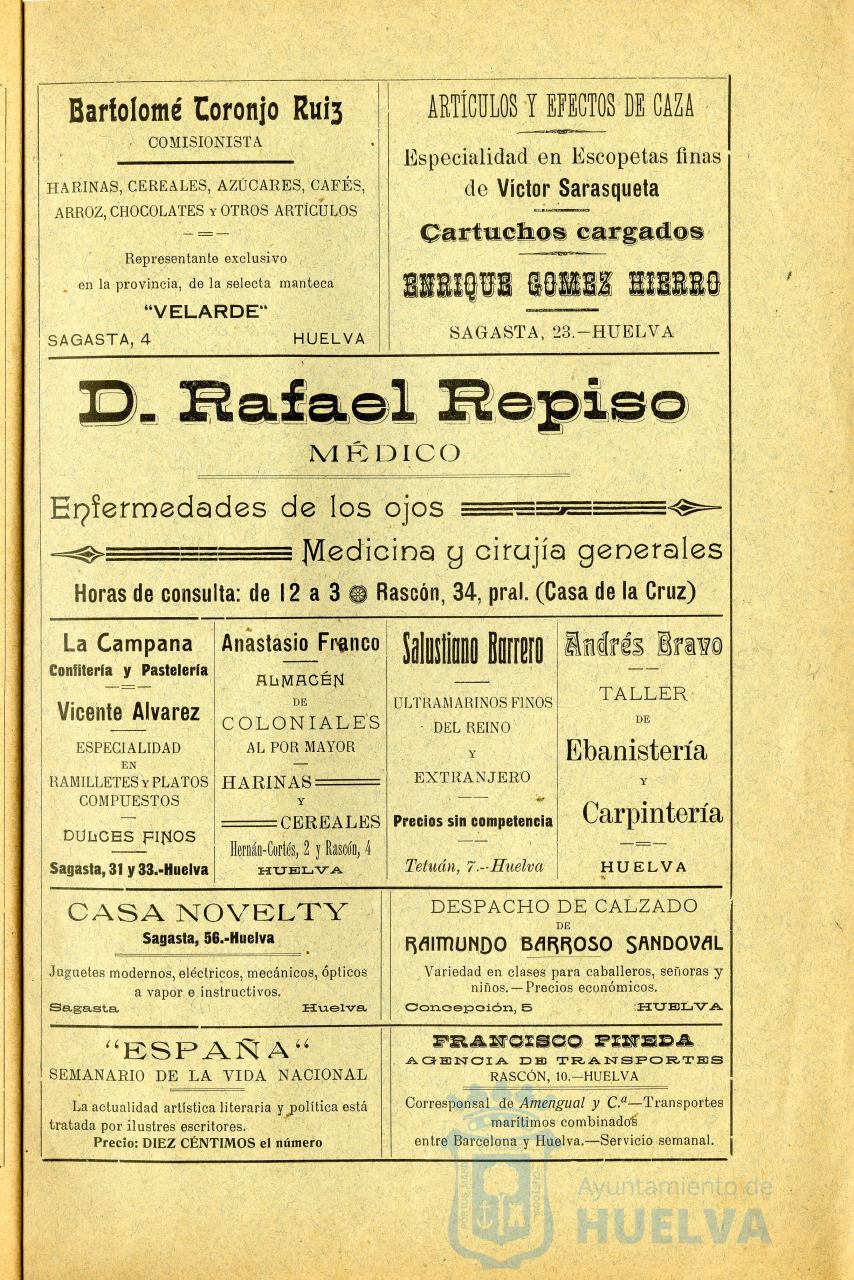 Bartolomé Coronjo Ruiz
COMISIONISTA
HARINAS, CEREALES, AZÚCARES, CAFÉS,
ARROZ, CHOCOLATES Y OTROS ARTÍCULOS
Representante exclusivo
en la provincia, de la selecta manteca
"VELARDE"
SAGASTA, 4 HUELVA
ARTÍCULOS Y EFECTOS DE CAZA
Especialidad en Escopetas finas
de Víctor Sarasqueta
Cartuchos cargados
ENRIQUE GOMEZ HIERRO
SAGASTA, 23.—HUELVA
D. Rafael Repiso
MÉDICO
Enfermedades de los ojos
Medicina y cirujía generales
Horas de consulta: de 12 a 3 Rascón, 34, pral. (Casa de la Cruz)
La Campana
Confitería y Pastelería
Vicente Alvarez
ESPECIALIDAD
EN
RAMILLETES Y PLATOS
COMPUESTOS
DULCES FINOS
Sagasta, 31 y 33.-Huelva
Anastasio Franco
ALMACÉN
DE
COLONIALES
AL POR MAYOR
HARINAS
Y
CEREALES
Hernán-Cortés, 2 y Rascón, 4
HUELVA
Salustiano Barrero
ULTRAMARINOS FINOS
DEL REINO
Y
EXTRANJERO
Precios sin competencia
Tetuán, 7.--Huelva
Andrés Bravo
TALLER
DE
Ebanistería
Y
Carpintería
HUELVA
CASA NOVELTY
Sagasta, 56.-Huelva
Juguetes modernos, eléctricos, mecánicos, ópticos
a vapor e instructivos.
Sagasta Huelva
DESPACHO DE CALZADO
DE
RAIMUNDO BARROSO SANDOVAL
Variedad en clases para caballeros, señoras y
niños.—Precios económicos.
Concepción, 5 HUELVA
"ESPAÑA"
SEMANARIO DE LA VIDA NACIONAL
La actualidad artística literaria y política está
tratada por ilustres escritores.
Precio: DIEZ CÉNTIMOS el número
FRANCISCO PINEDA
AGENCIA DE TRANSPORTES
RASCÓN, 10.—HUELVA
Corresponsal de Amengual y C.ª—Transportes
marítimos combinados
entre Barcelona y Huelva.—Servicio semanal.
Ayuntamiento de
HUELVA